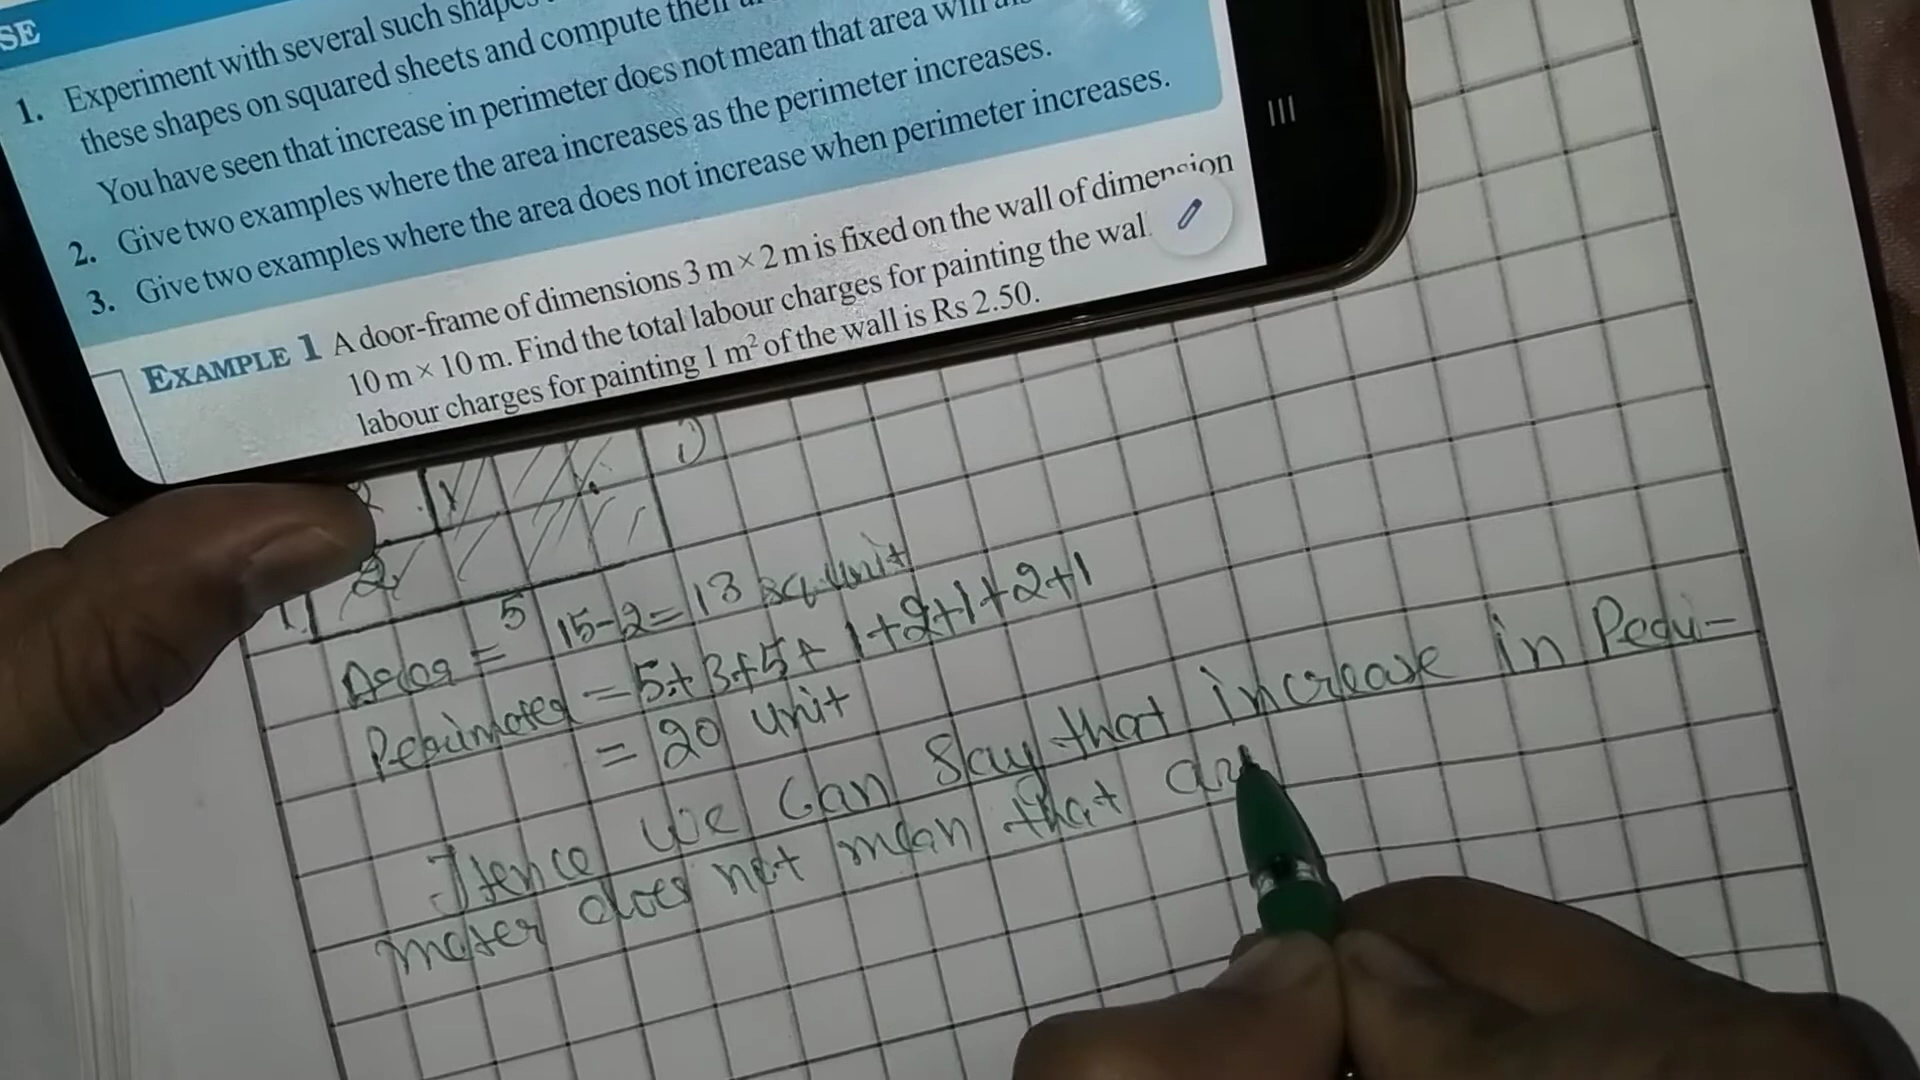 SE
1. Experiment with several such shapes
these shapes on squared sheets and compute their
You have seen that increase in perimeter does not mean that area will
2. Give two examples where the area increases as the perimeter increases.
3. Give two examples where the area does not increase when perimeter increases.
EXAMPLE 1 A door-frame of dimensions 3 m × 2 m is fixed on the wall of dimension
10 m × 10 m. Find the total labour charges for painting the wal
labour charges for painting 1 m² of the wall is Rs 2.50.
1)
2
5
Area = 15-2=13 sq unit
Perimeter = 5+3+5+1+2+1+2+1
= 20 unit
Hence we can say that increase in Peri-
meter does not mean that ar